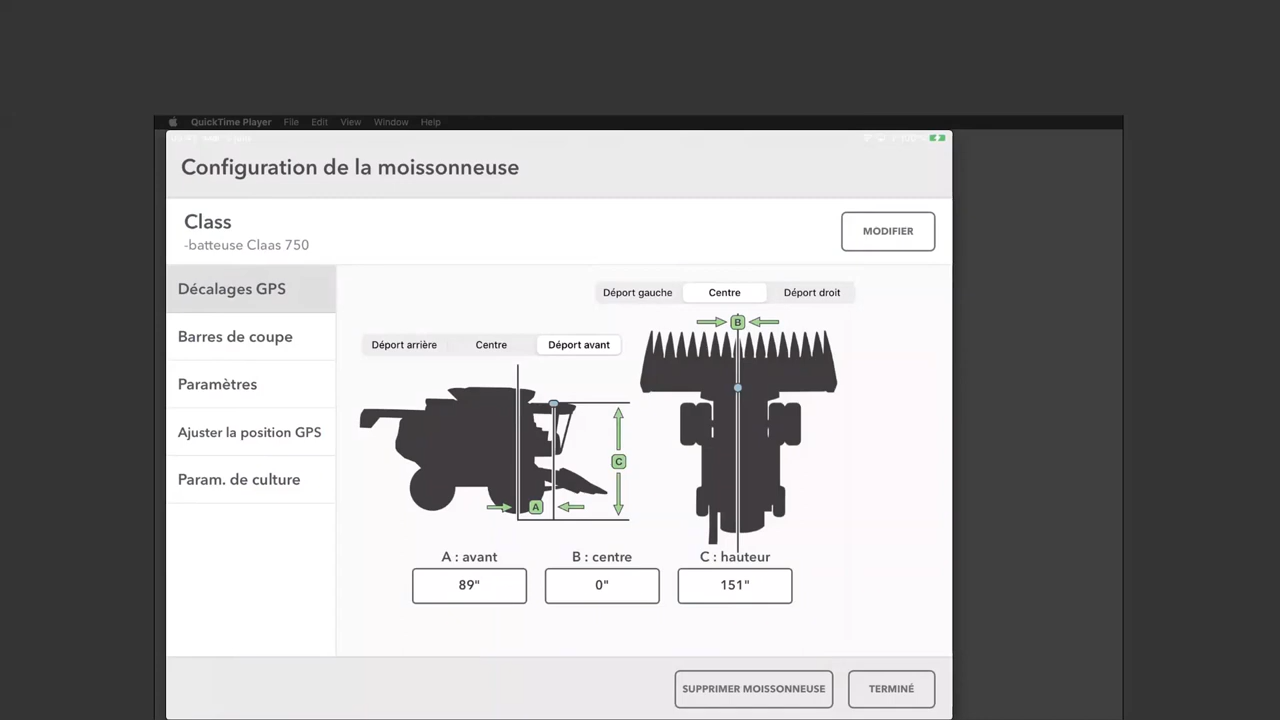 QuickTime Player File Edit View Window Help
Configuration de la moissonneuse
Class
-batteuse Claas 750
MODIFIER
Décalages GPS
Barres de coupe
Paramètres
Ajuster la position GPS
Param. de culture
Déport gauche Centre Déport droit
B
Déport arrière Centre Déport avant
C
A
A : avant B : centre C : hauteur
89" 0" 151"
SUPPRIMER MOISSONNEUSE TERMINÉ